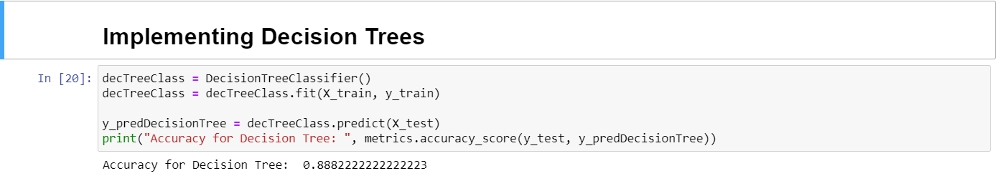 Implementing Decision Trees
In [20]:
decTreeClass = DecisionTreeClassifier()
decTreeClass = decTreeClass.fit(X_train, y_train)
y_predDecisionTree = decTreeClass.predict(X_test)
print("Accuracy for Decision Tree: ", metrics.accuracy_score(y_test, y_predDecisionTree))
Accuracy for Decision Tree:  0.8882222222222223